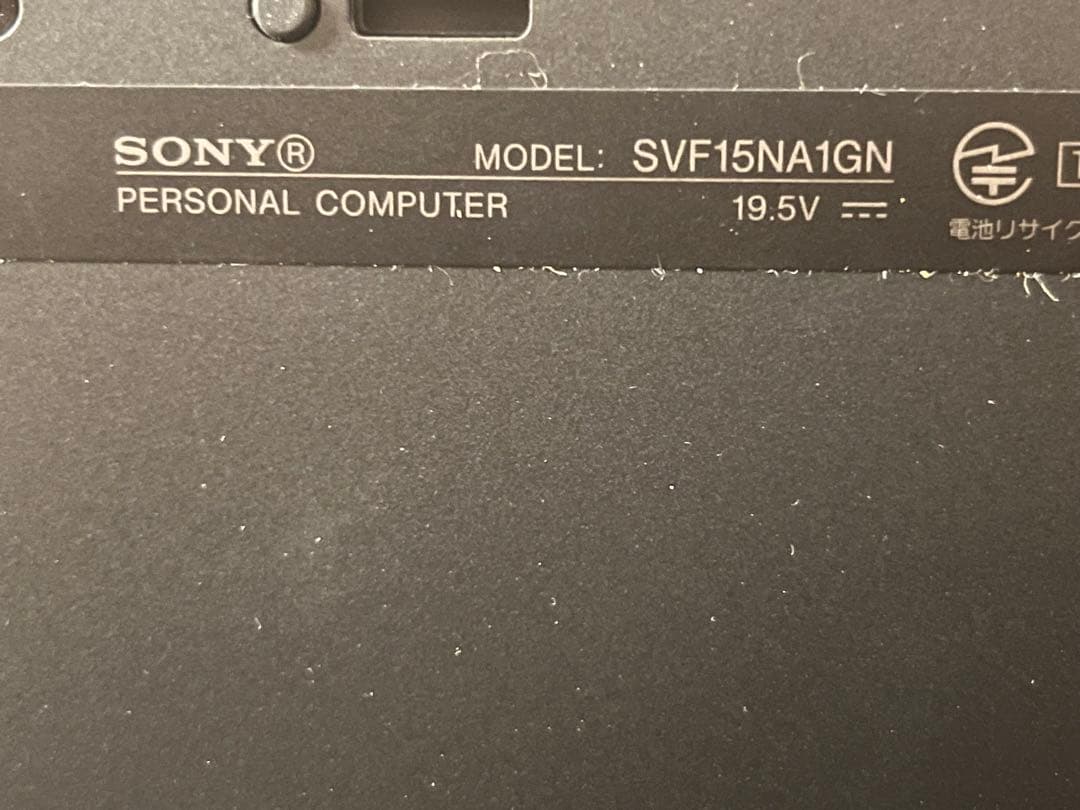 SONY® MODEL: SVF15NA1GN
PERSONAL COMPUTER 19.5V
電池リサイク